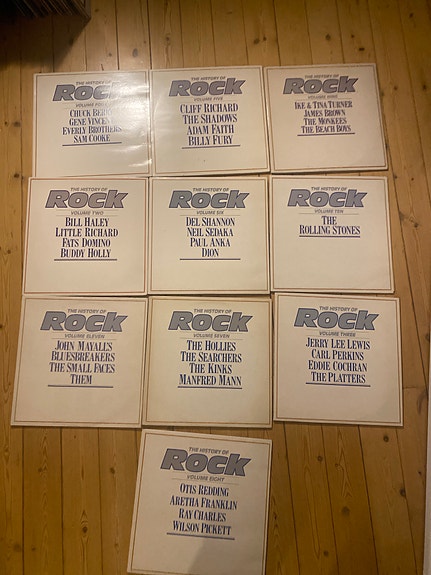 THE HISTORY OF
ROCK
VOLUME FOUR
CHUCK BERRY
GENE VINCENT
EVERLY BROTHERS
SAM COOKE
THE HISTORY OF
ROCK
VOLUME FIVE
CLIFF RICHARD
THE SHADOWS
ADAM FAITH
BILLY FURY
THE HISTORY OF
ROCK
VOLUME NINE
IKE & TINA TURNER
JAMES BROWN
THE MONKEES
THE BEACH BOYS
THE HISTORY OF
ROCK
VOLUME TWO
BILL HALEY
LITTLE RICHARD
FATS DOMINO
BUDDY HOLLY
THE HISTORY OF
ROCK
VOLUME SIX
DEL SHANNON
NEIL SEDAKA
PAUL ANKA
DION
THE HISTORY OF
ROCK
VOLUME TEN
THE
ROLLING STONES
THE HISTORY OF
ROCK
VOLUME ELEVEN
JOHN MAYALL'S
BLUESBREAKERS
THE SMALL FACES
THEM
THE HISTORY OF
ROCK
VOLUME SEVEN
THE HOLLIES
THE SEARCHERS
THE KINKS
MANFRED MANN
THE HISTORY OF
ROCK
VOLUME THREE
JERRY LEE LEWIS
CARL PERKINS
EDDIE COCHRAN
THE PLATTERS
THE HISTORY OF
ROCK
VOLUME EIGHT
OTIS REDDING
ARETHA FRANKLIN
RAY CHARLES
WILSON PICKETT